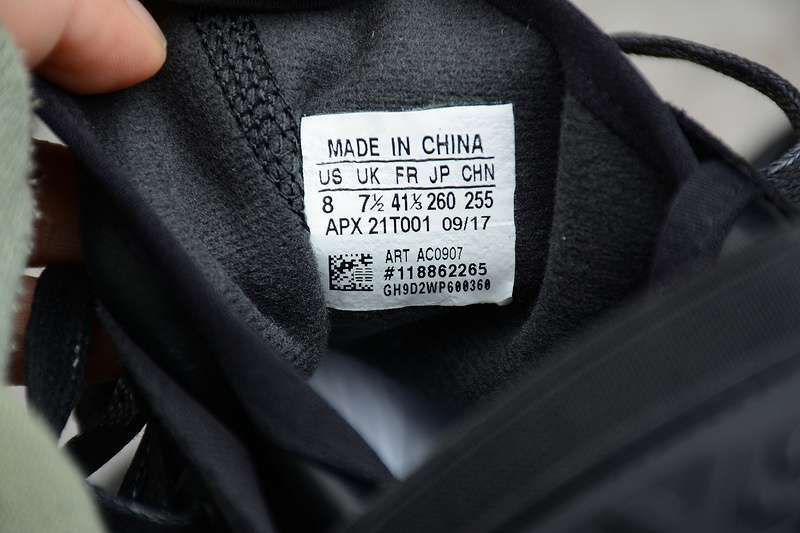 MADE IN CHINA
US UK FR JP CHN
8 7½ 41⅓ 260 255
APX 21T001 09/17
ART AC0907
#118862265
GH9D2WP600360